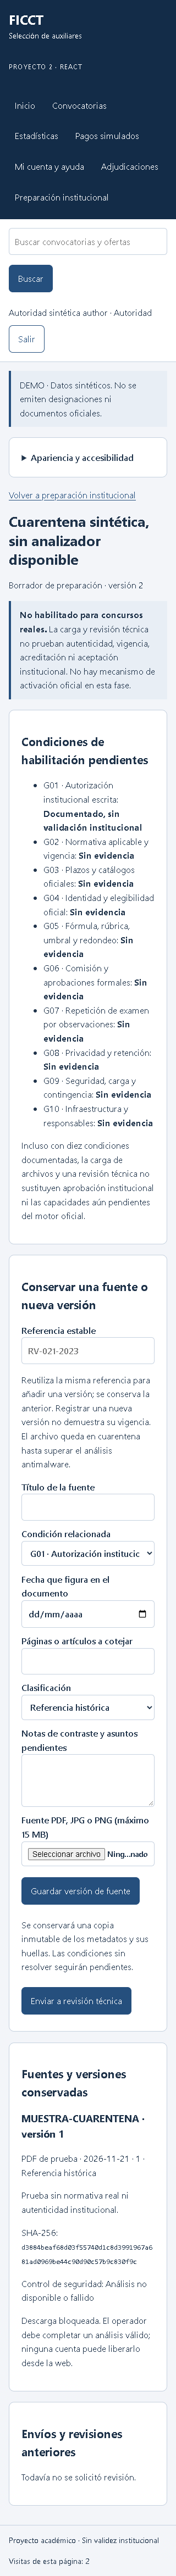 FICCT
Selección de auxiliares
PROYECTO 2 · REACT
Inicio Convocatorias
Estadísticas Pagos simulados
Mi cuenta y ayuda Adjudicaciones
Preparación institucional
Buscar convocatorias y ofertas
Buscar
Autoridad sintética author · Autoridad
Salir
DEMO · Datos sintéticos. No se
emiten designaciones ni
documentos oficiales.
Apariencia y accesibilidad
Volver a preparación institucional
Cuarentena sintética,
sin analizador
disponible
Borrador de preparación · versión 2
No habilitado para concursos
reales. La carga y revisión técnica
no prueban autenticidad, vigencia,
acreditación ni aceptación
institucional. No hay mecanismo de
activación oficial en esta fase.
Condiciones de
habilitación pendientes
G01 · Autorización
institucional escrita:
Documentado, sin
validación institucional
G02 · Normativa aplicable y
vigencia: Sin evidencia
G03 · Plazos y catálogos
oficiales: Sin evidencia
G04 · Identidad y elegibilidad
oficial: Sin evidencia
G05 · Fórmula, rúbrica,
umbral y redondeo: Sin
evidencia
G06 · Comisión y
aprobaciones formales: Sin
evidencia
G07 · Repetición de examen
por observaciones: Sin
evidencia
G08 · Privacidad y retención:
Sin evidencia
G09 · Seguridad, carga y
contingencia: Sin evidencia
G10 · Infraestructura y
responsables: Sin evidencia
Incluso con diez condiciones
documentadas, la carga de
archivos y una revisión técnica no
sustituyen aprobación institucional
ni las capacidades aún pendientes
del motor oficial.
Conservar una fuente o
nueva versión
Referencia estable
RV-021-2023
Reutiliza la misma referencia para
añadir una versión; se conserva la
anterior. Registrar una nueva
versión no demuestra su vigencia.
El archivo queda en cuarentena
hasta superar el análisis
antimalware.
Título de la fuente
Condición relacionada
G01 · Autorización institucic
Fecha que figura en el
documento
dd/mm/aaaa
Páginas o artículos a cotejar
Clasificación
Referencia histórica
Notas de contraste y asuntos
pendientes
Fuente PDF, JPG o PNG (máximo
15 MB)
Seleccionar archivo Ning...nado
Guardar versión de fuente
Se conservará una copia
inmutable de los metadatos y sus
huellas. Las condiciones sin
resolver seguirán pendientes.
Enviar a revisión técnica
Fuentes y versiones
conservadas
MUESTRA-CUARENTENA ·
versión 1
PDF de prueba · 2026-11-21 · 1 ·
Referencia histórica
Prueba sin normativa real ni
autenticidad institucional.
SHA-256:
d3884beaf68d03f55740d1c8d3991967a6
81ad0969be44c90d90c57b9c830f9c
Control de seguridad: Análisis no
disponible o fallido
Descarga bloqueada. El operador
debe completar un análisis válido;
ninguna cuenta puede liberarlo
desde la web.
Envíos y revisiones
anteriores
Todavía no se solicitó revisión.
Proyecto académico · Sin validez institucional
Visitas de esta página: 2